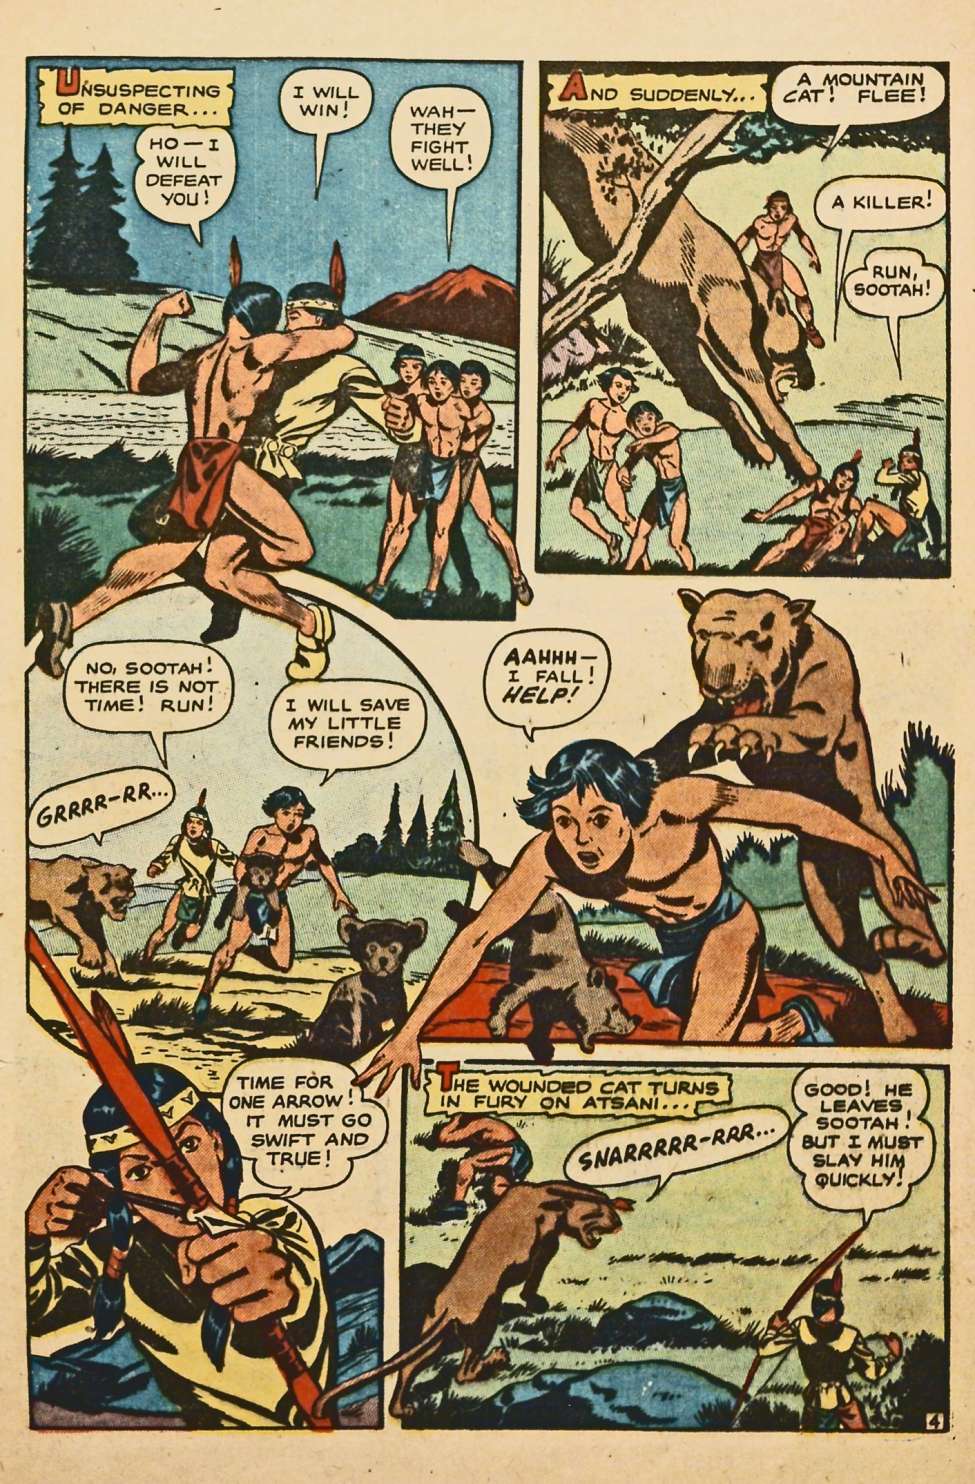 UNSUSPECTING
OF DANGER...
HO—I
WILL
DEFEAT
YOU!
I WILL
WIN!
WAH—
THEY
FIGHT
WELL!
AND SUDDENLY...
A MOUNTAIN
CAT! FLEE!
A KILLER!
RUN,
SOOTAH!
NO, SOOTAH!
THERE IS NOT
TIME! RUN!
I WILL SAVE
MY LITTLE
FRIENDS!
GRRRR-RR...
AAHHH—
I FALL!
HELP!
TIME FOR
ONE ARROW!
IT MUST GO
SWIFT AND
TRUE!
THE WOUNDED CAT TURNS
IN FURY ON ATSANI...
SNARRRRR-RRR...
GOOD! HE
LEAVES
SOOTAH!
BUT I MUST
SLAY HIM
QUICKLY!
4